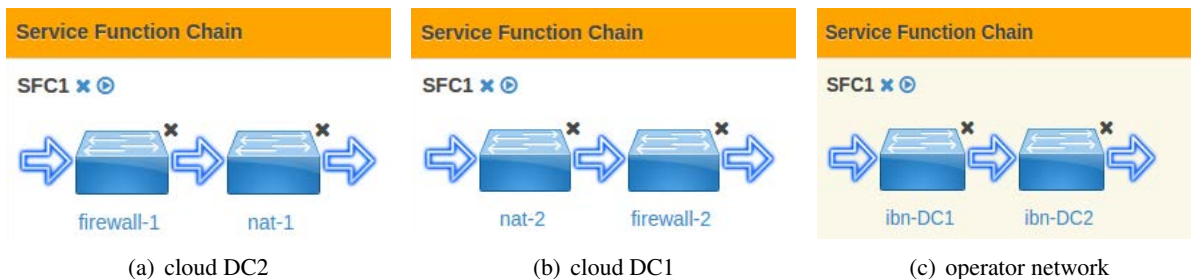 Service Function Chain
SFC1
firewall-1
nat-1
(a) cloud DC2
Service Function Chain
SFC1
nat-2
firewall-2
(b) cloud DC1
Service Function Chain
SFC1
ibn-DC1
ibn-DC2
(c) operator network